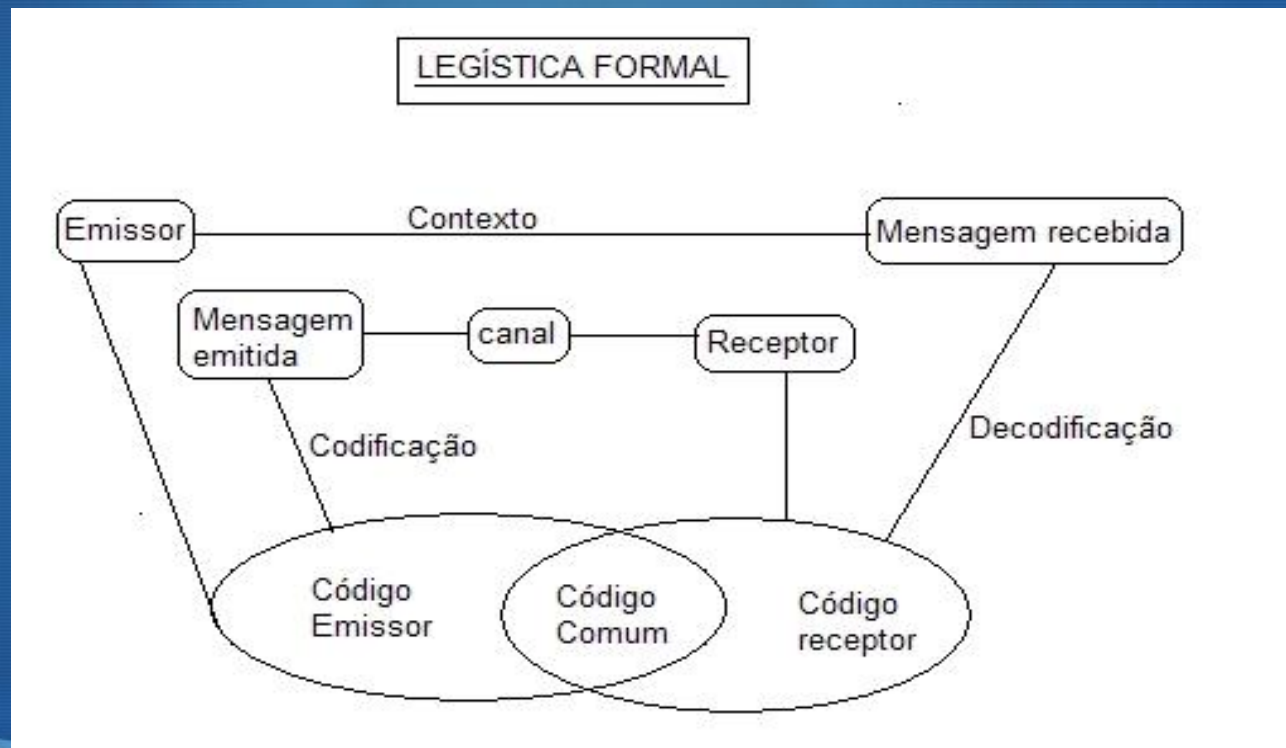 LEGÍSTICA FORMAL
Emissor
Contexto
Mensagem recebida
Mensagem
emitida
canal
Receptor
Codificação
Decodificação
Código
Emissor
Código
Comum
Código
receptor